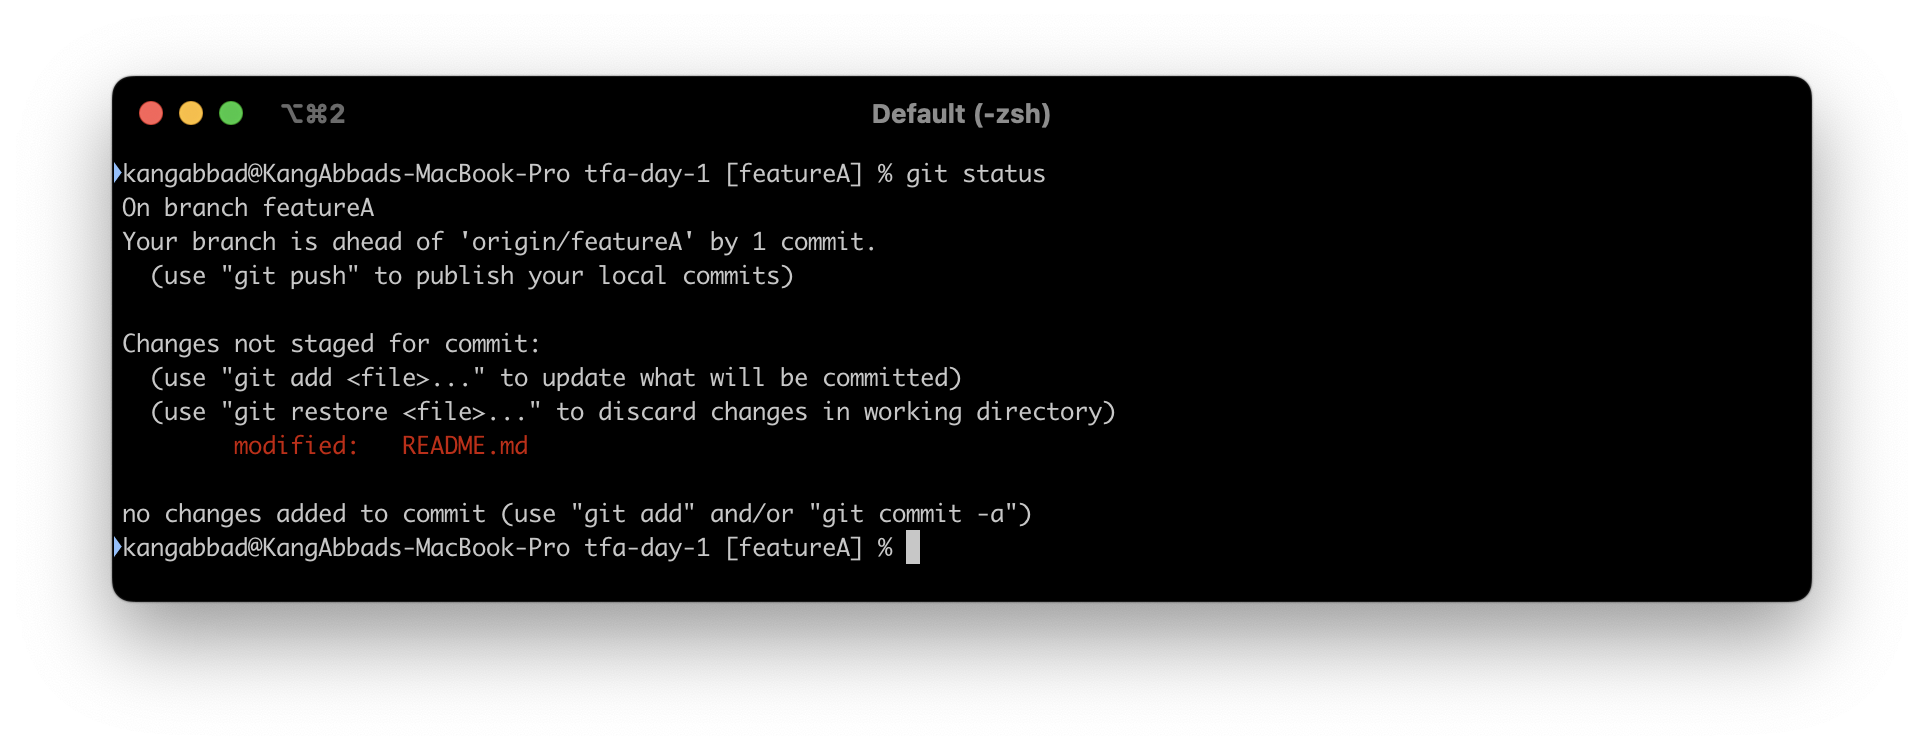 ⌥⌘2
Default (-zsh)
kangabbad@KangAbbads-MacBook-Pro tfa-day-1 [featureA] % git status
On branch featureA
Your branch is ahead of 'origin/featureA' by 1 commit.
  (use "git push" to publish your local commits)

Changes not staged for commit:
  (use "git add <file>..." to update what will be committed)
  (use "git restore <file>..." to discard changes in working directory)
        modified:   README.md

no changes added to commit (use "git add" and/or "git commit -a")
kangabbad@KangAbbads-MacBook-Pro tfa-day-1 [featureA] %